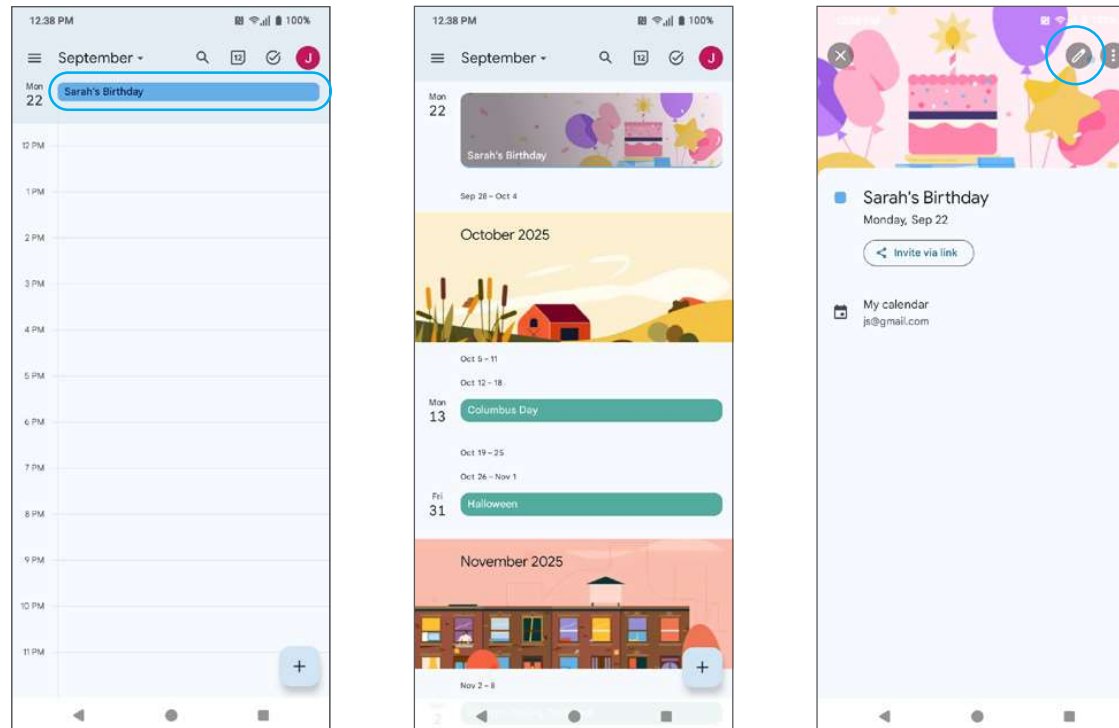 12.38 PM
100%
September
12
J
Mon
22
Sarah's Birthday
12 PM
1 PM
2 PM
3 PM
4 PM
5 PM
6 PM
7 PM
8 PM
9 PM
10 PM
11 PM
+
12.38 PM
100%
September
12
J
Mon
22
Sarah's Birthday
Sep 28 – Oct 4
October 2025
Oct 5 – 11
Oct 12 – 18
Mon
13
Columbus Day
Oct 19 – 25
Oct 26 – Nov 1
Fri
31
Halloween
November 2025
+
Nov 2 – 8
2
Sarah's Birthday
Monday, Sep 22
Invite via link
My calendar
js@gmail.com